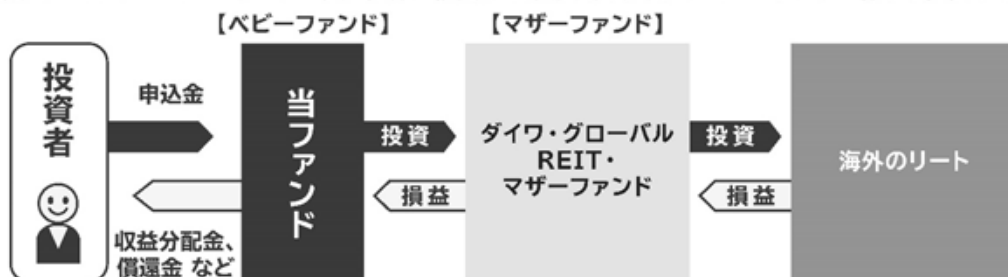 【ベビーファンド】
【マザーファンド】
投資者
申込金
収益分配金、
償還金 など
当ファンド
投資
損益
ダイワ・グローバル
REIT・
マザーファンド
投資
損益
海外のリート